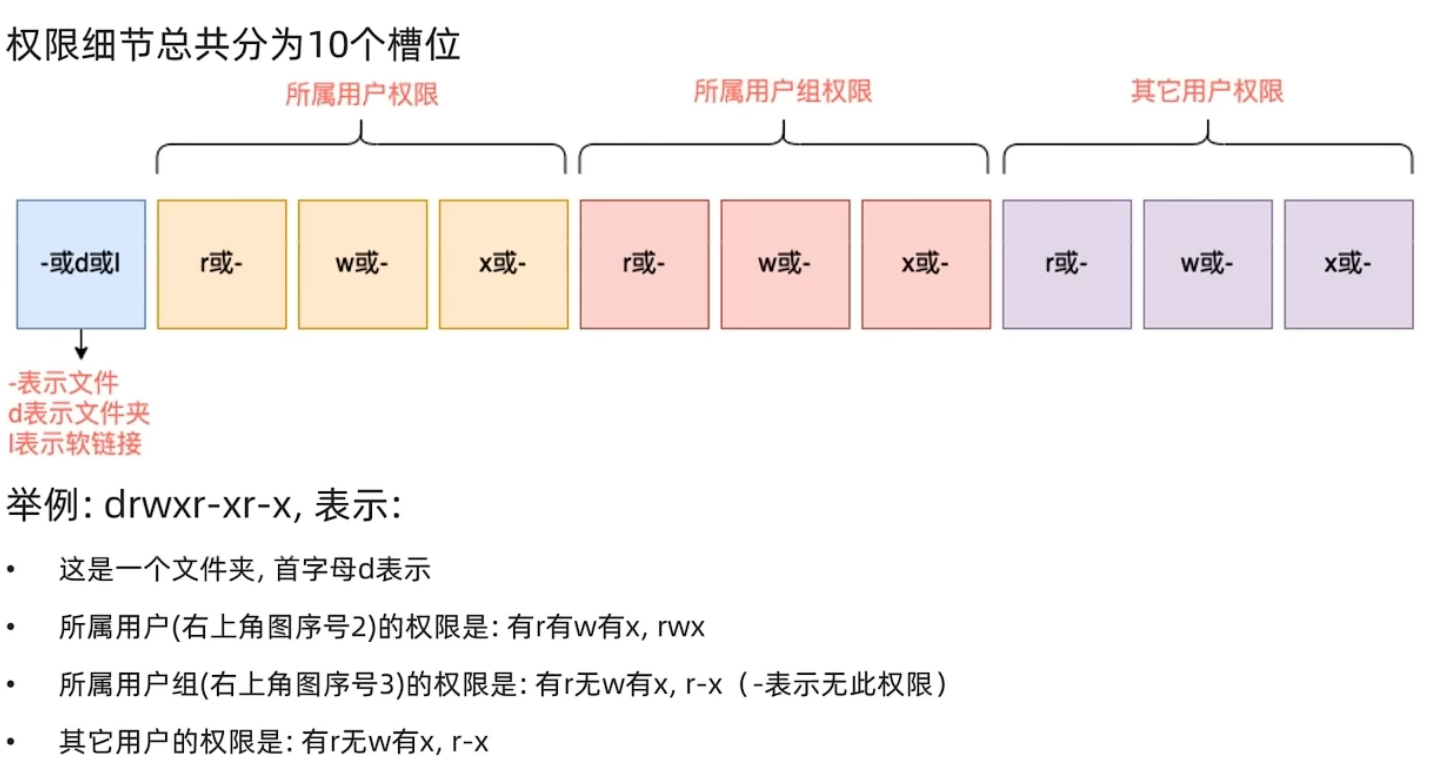 权限细节总共分为10个槽位
所属用户权限 所属用户组权限 其它用户权限
-或d或l r或- w或- x或- r或- w或- x或- r或- w或- x或-
-表示文件
d表示文件夹
l表示软链接
举例: drwxr-xr-x, 表示:
• 这是一个文件夹, 首字母d表示
• 所属用户(右上角图序号2)的权限是: 有r有w有x, rwx
• 所属用户组(右上角图序号3)的权限是: 有r无w有x, r-x（-表示无此权限）
• 其它用户的权限是: 有r无w有x, r-x